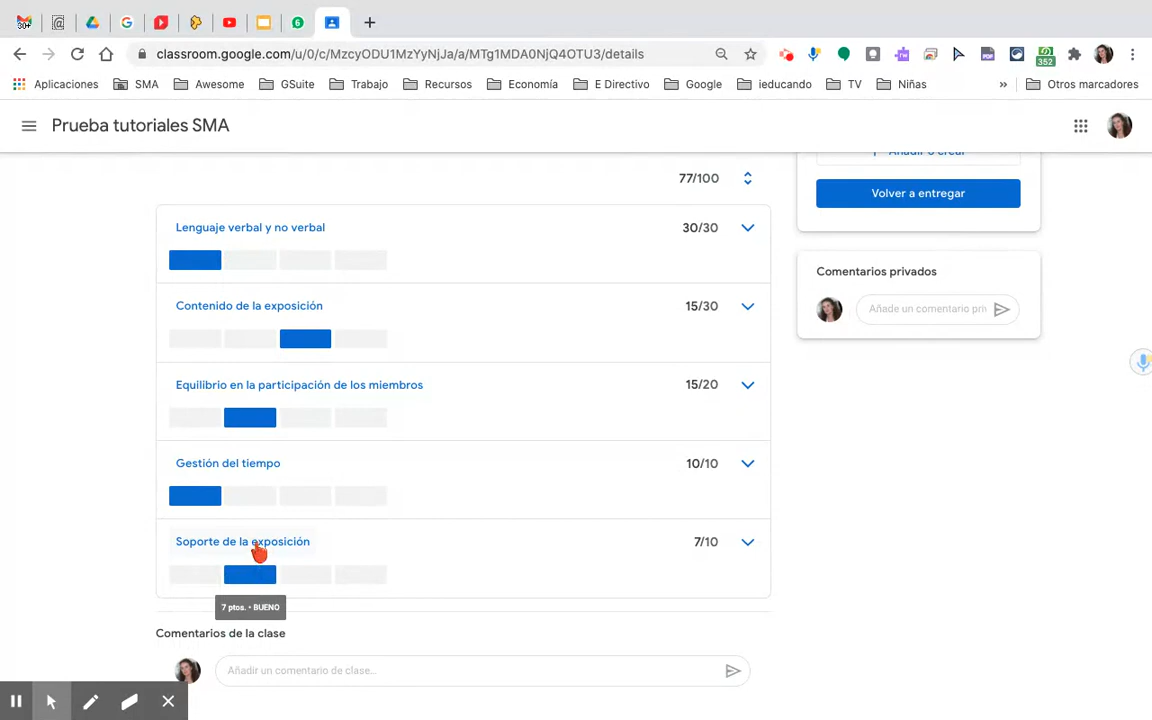 30+
6
classroom.google.com/u/0/c/MzcyODU1MzYyNjJa/a/MTg1MDA0NjQ4OTU3/details
352
Aplicaciones
SMA
Awesome
GSuite
Trabajo
Recursos
Economía
E Directivo
Google
ieducando
TV
Niñas
»
Otros marcadores
Prueba tutoriales SMA
Añadir o crear
77/100
Volver a entregar
Lenguaje verbal y no verbal
30/30
Comentarios privados
Contenido de la exposición
15/30
Añade un comentario pri
Equilibrio en la participación de los miembros
15/20
Gestión del tiempo
10/10
Soporte de la exposición
7/10
7 ptos. • BUENO
Comentarios de la clase
Añadir un comentario de clase...